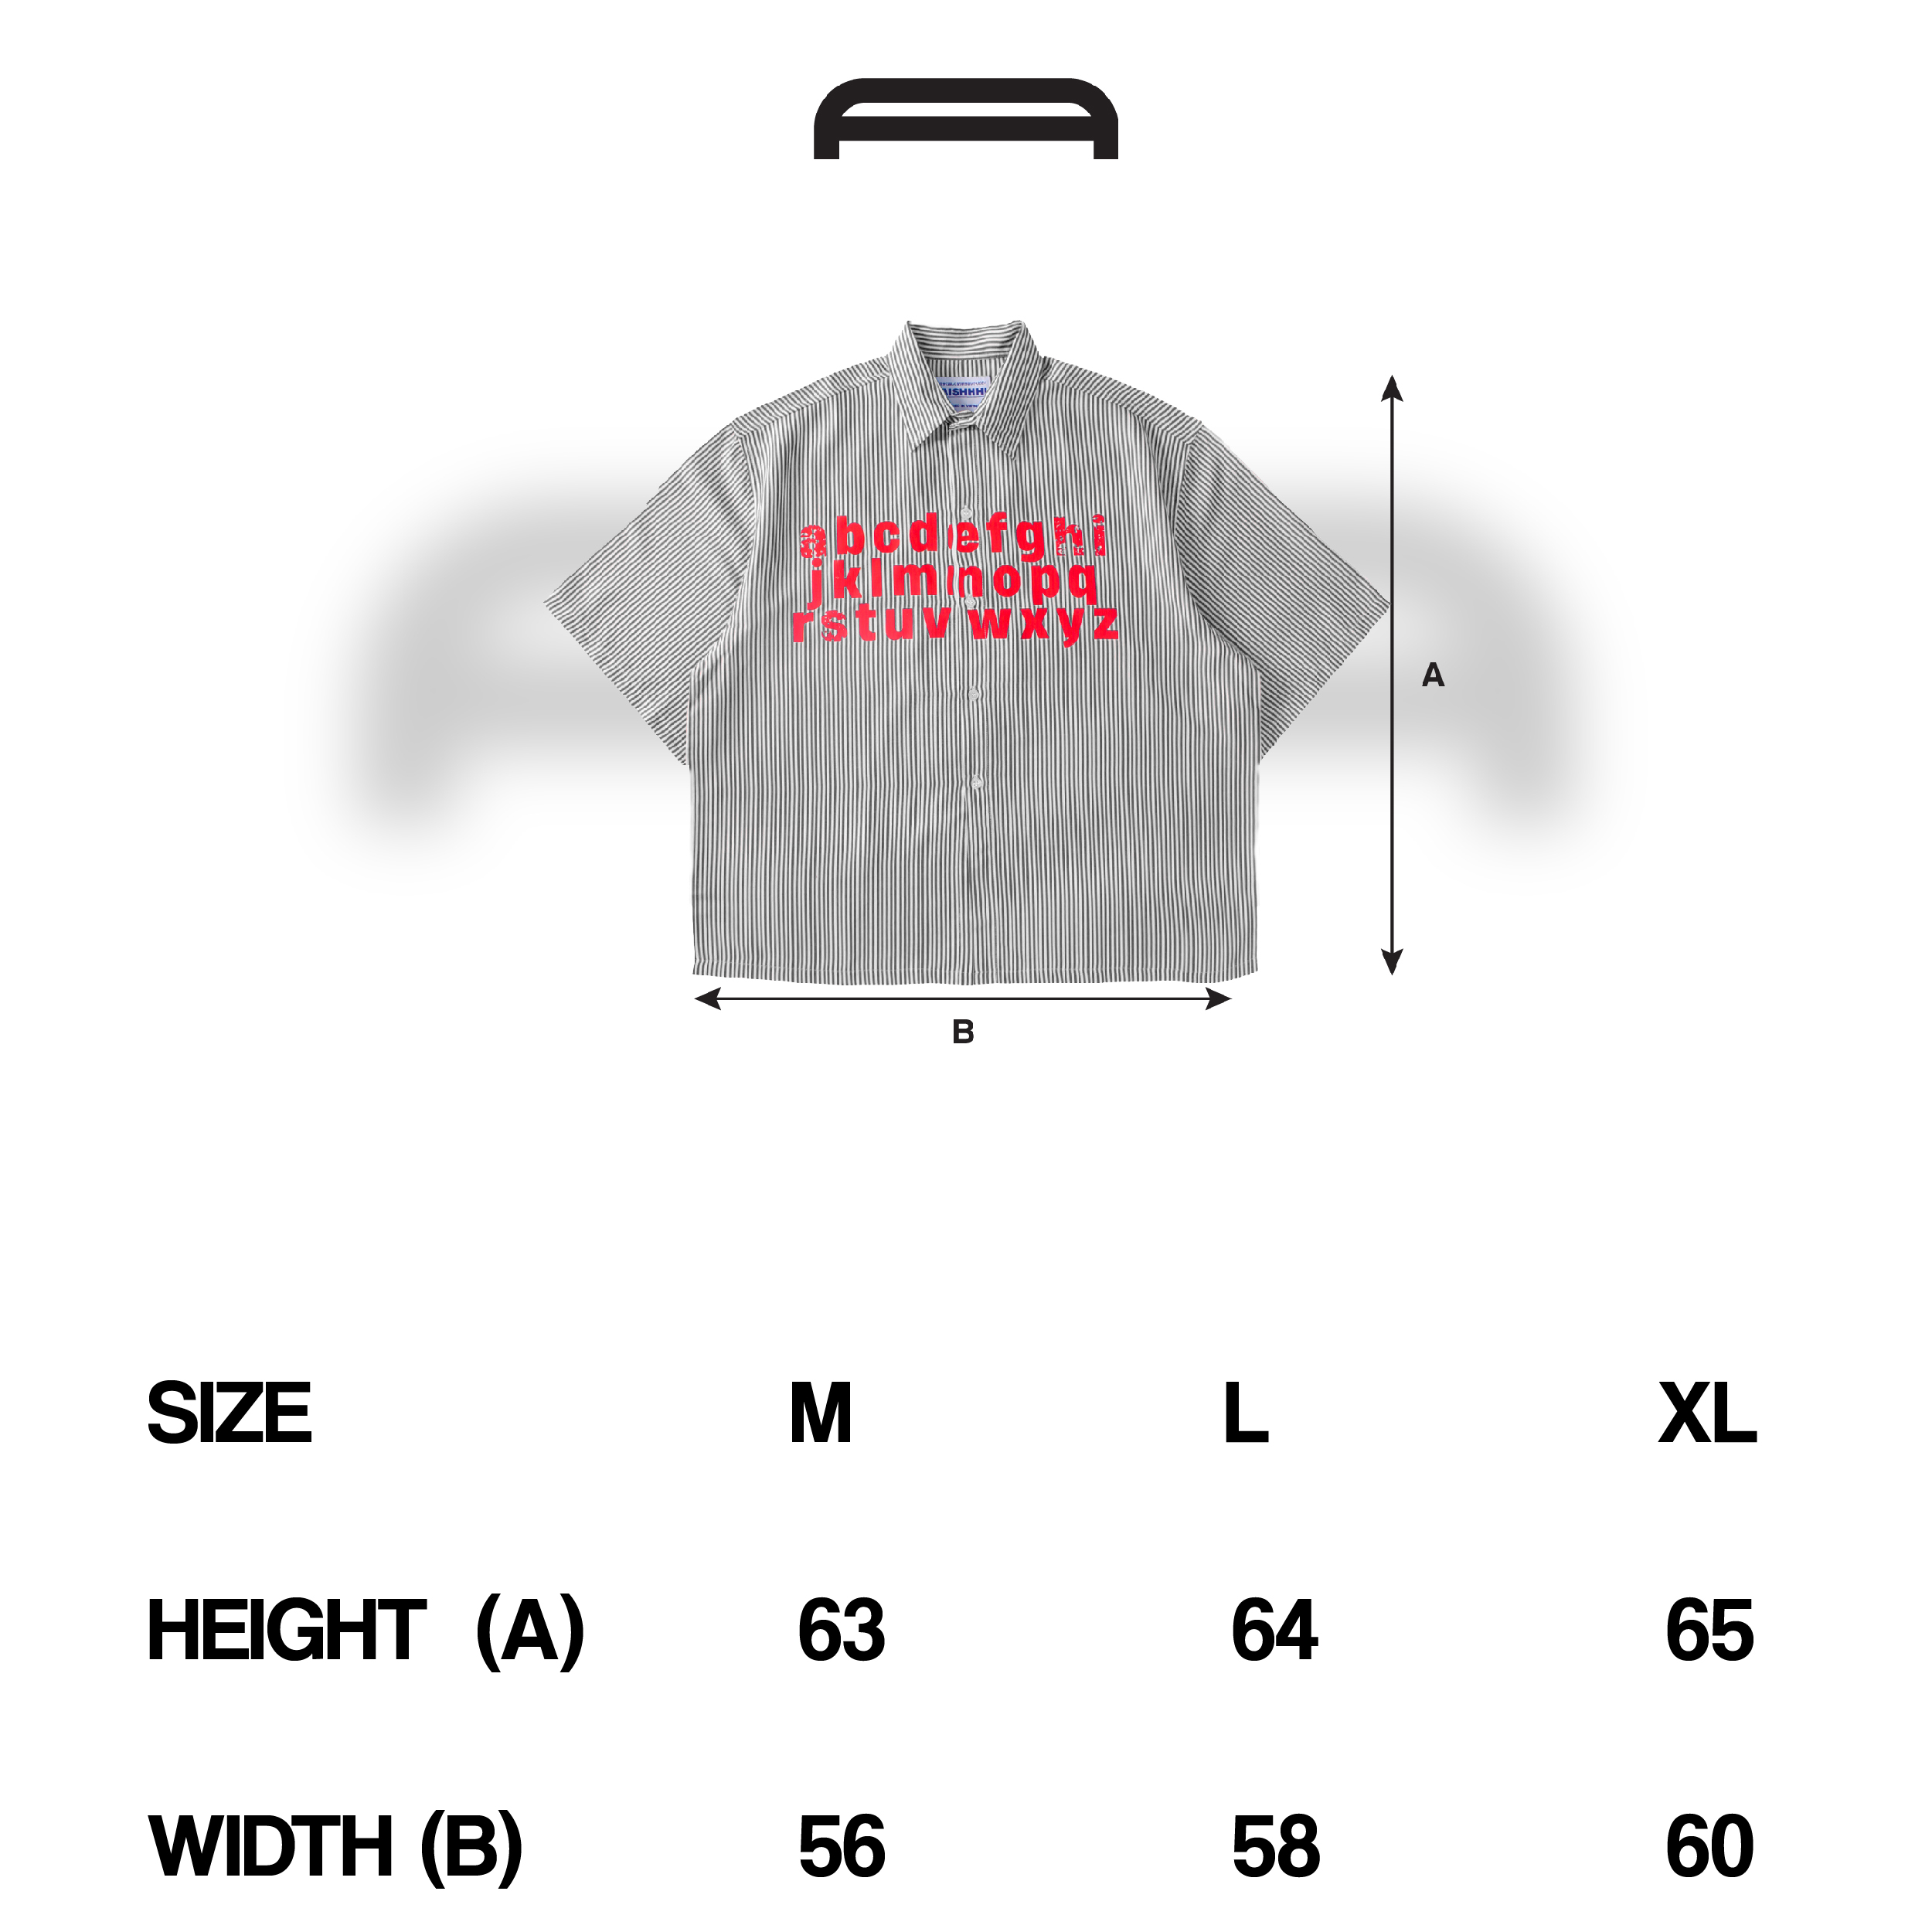 abcdefghi
jklmnopq
rstuvwxyz
A
B
SIZE M L XL
HEIGHT (A) 63 64 65
WIDTH (B) 56 58 60